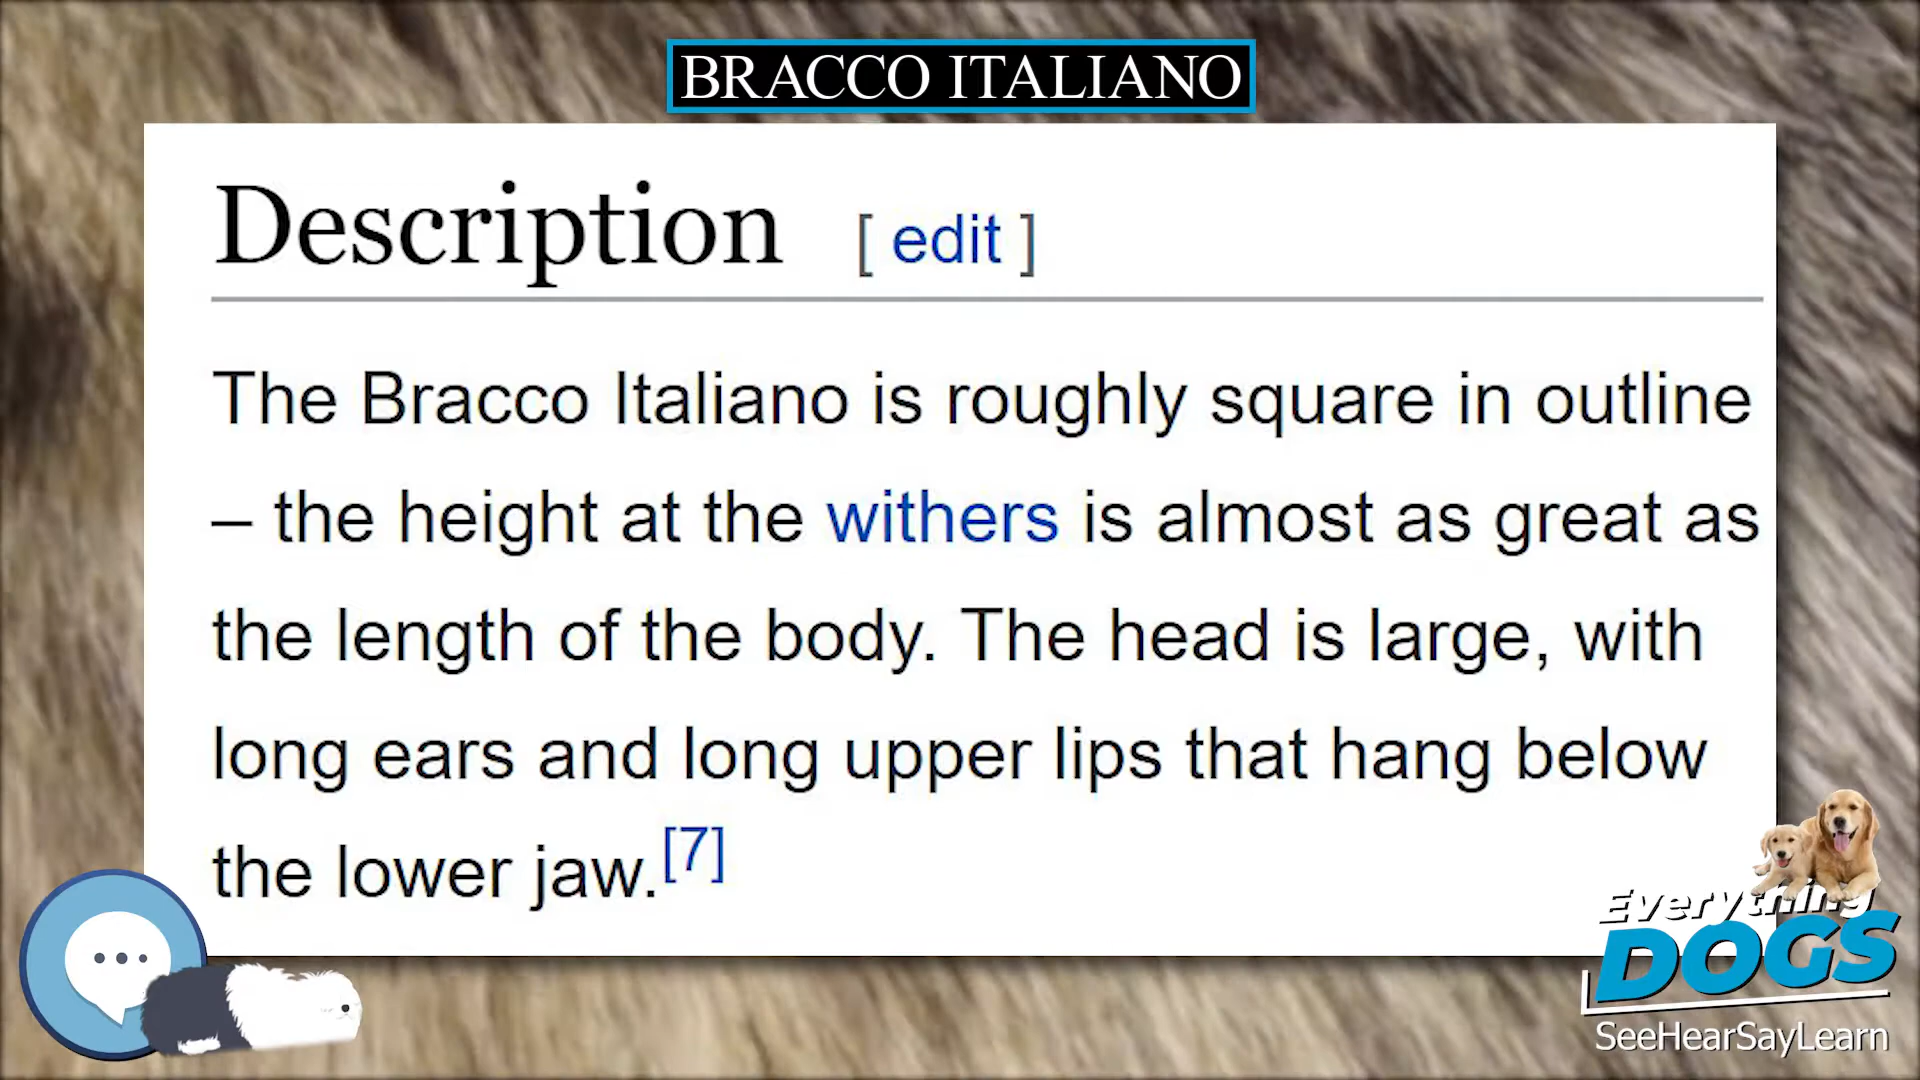 BRACCO ITALIANO
Description [ edit ]
The Bracco Italiano is roughly square in outline
– the height at the withers is almost as great as
the length of the body. The head is large, with
long ears and long upper lips that hang below
the lower jaw.[7]
Everything
DOGS
SeeHearSayLearn